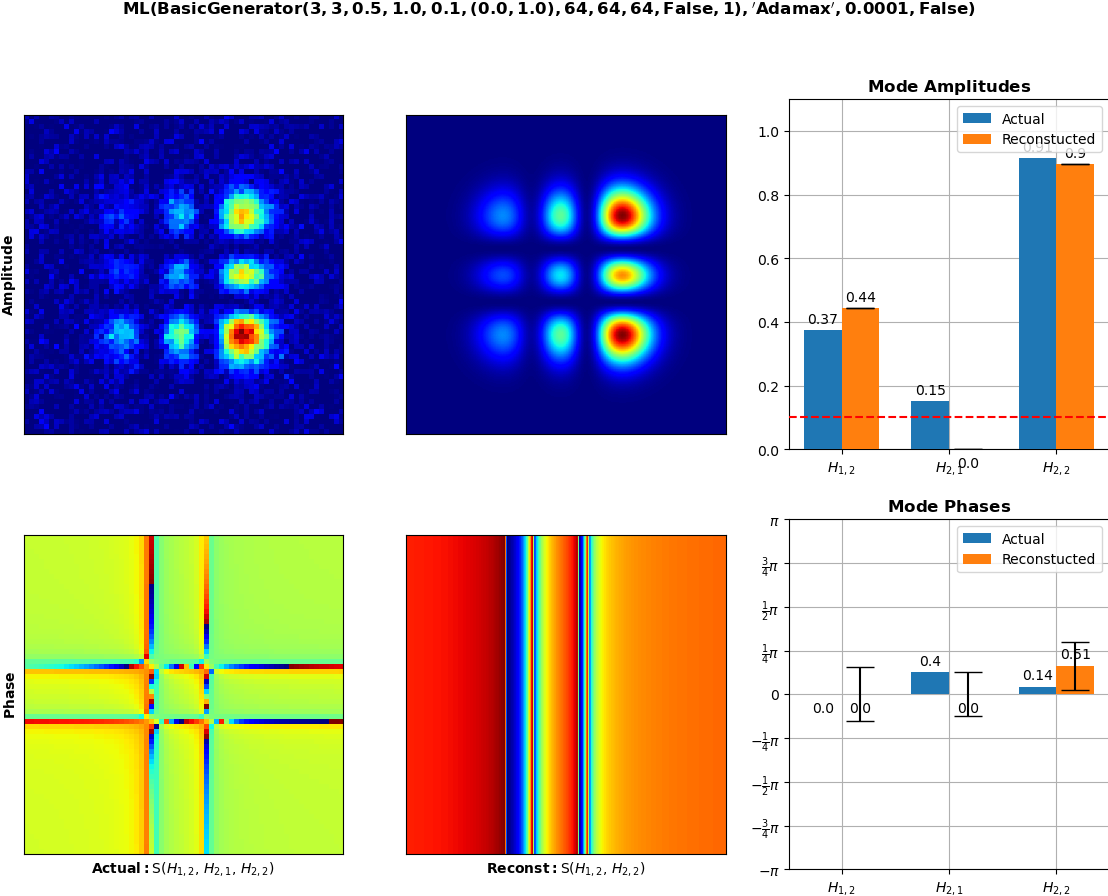 ML(BasicGenerator(3, 3, 0.5, 1.0, 0.1, (0.0, 1.0), 64, 64, 64, False, 1), ′Adamax′, 0.0001, False)
Amplitude
Mode Amplitudes
Actual
Reconstucted
1.0
0.8
0.6
0.4
0.2
0.0
0.37
0.44
0.15
0.0
0.91
0.9
H1,2
H2,1
H2,2
Phase
Actual: S(H1,2, H2,1, H2,2)
Reconst: S(H1,2, H2,2)
Mode Phases
Actual
Reconstucted
π
3/4π
1/2π
1/4π
0
−1/4π
−1/2π
−3/4π
−π
0.0
0.0
0.4
0.0
0.14
0.51
H1,2
H2,1
H2,2